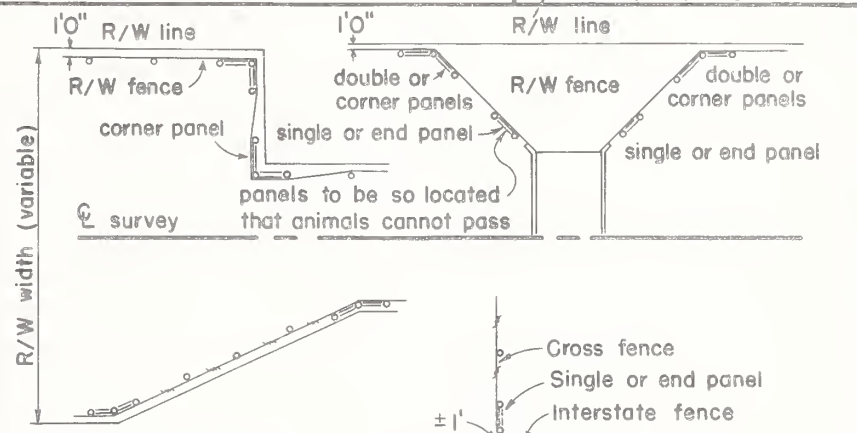 1'0" R/W line
R/W fence
corner panel
R/W width (variable)
℄ survey
1'0"
R/W line
double or
corner panels
R/W fence
double or
corner panels
single or end panel
single or end panel
panels to be so located
that animals cannot pass
Cross fence
Single or end panel
±1'
Interstate fence